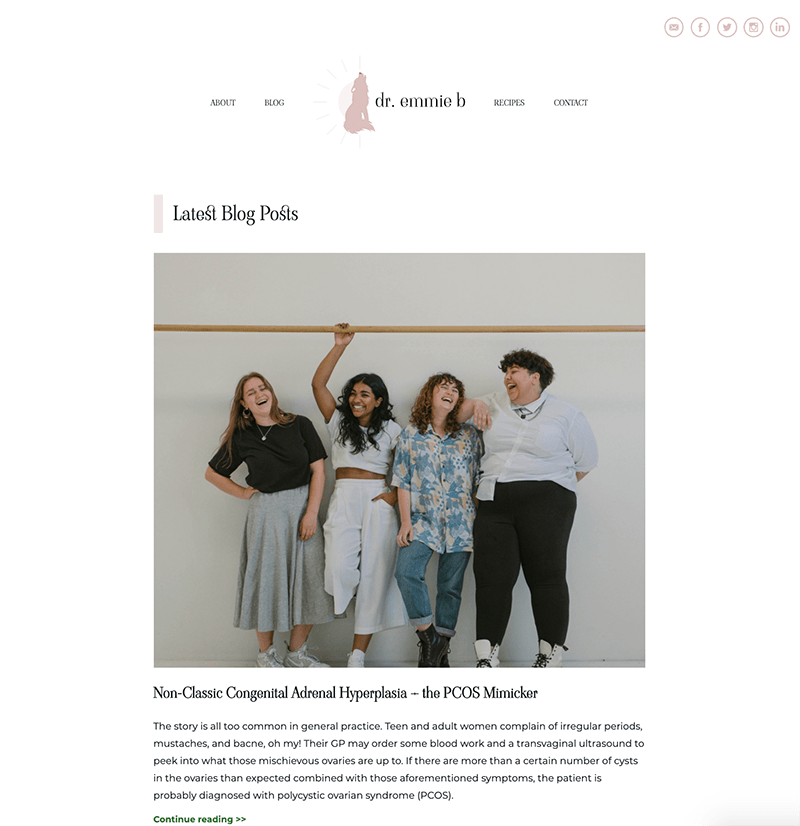 ABOUT BLOG dr. emmie b RECIPES CONTACT
Latest Blog Posts
Non-Classic Congenital Adrenal Hyperplasia – the PCOS Mimicker
The story is all too common in general practice. Teen and adult women complain of irregular periods,
mustaches, and bacne, oh my! Their GP may order some blood work and a transvaginal ultrasound to
peek into what those mischievous ovaries are up to. If there are more than a certain number of cysts
in the ovaries than expected combined with those aforementioned symptoms, the patient is
probably diagnosed with polycystic ovarian syndrome (PCOS).
Continue reading >>